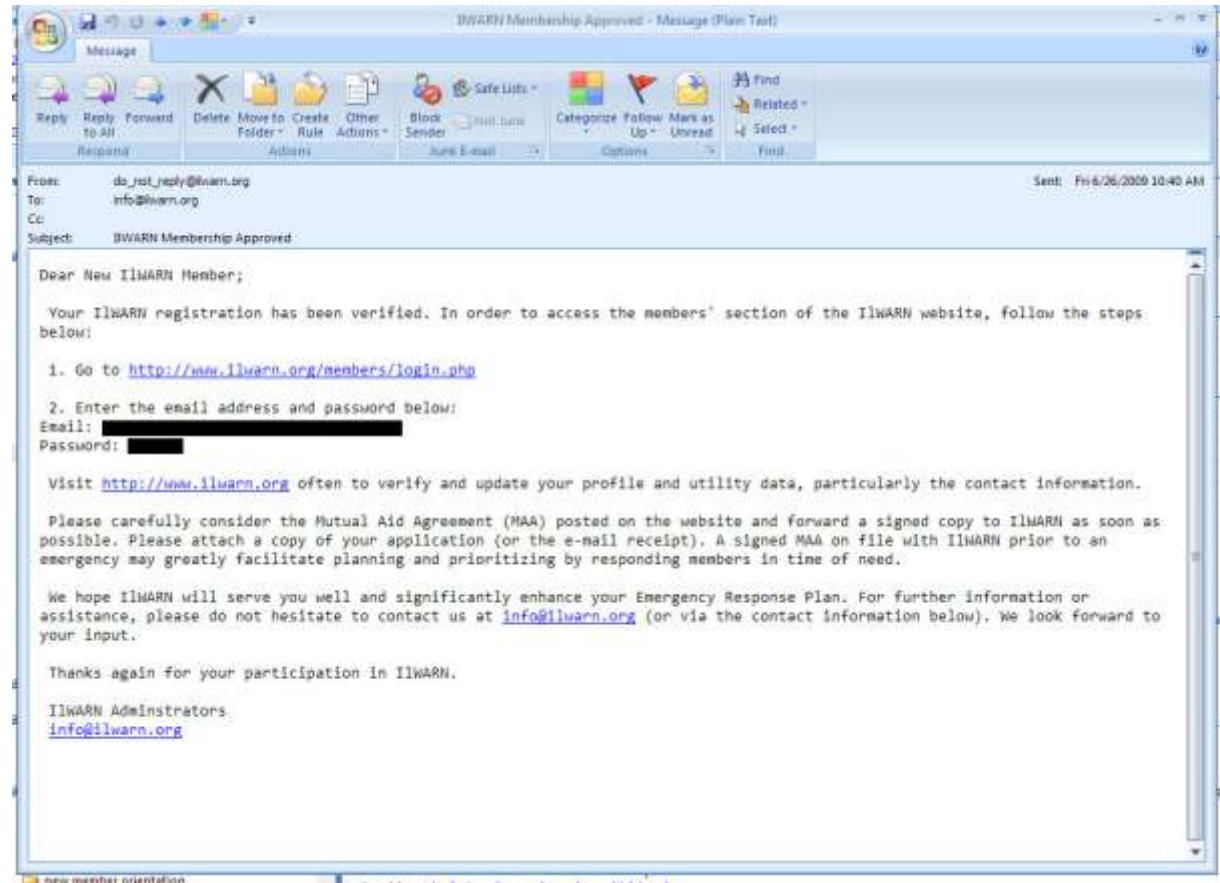 IlWARN Membership Approved - Message (Plain Text)
Message
Reply
Reply to All
Forward
Delete
Move to Folder
Create Rule
Other Actions
Block Sender
Safe Lists
Not Junk
Categorize
Follow Up
Mark as Unread
Find
Related
Select
Respond
Actions
Junk E-mail
Options
Find
From: do_not_reply@ilwarn.org
Sent: Fri 6/26/2009 10:40 AM
To: info@ilwarn.org
Cc:
Subject: IlWARN Membership Approved
Dear New IlWARN Member;
Your IlWARN registration has been verified. In order to access the members' section of the IlWARN website, follow the steps
below:
1. Go to http://www.ilwarn.org/members/login.php
2. Enter the email address and password below:
Email:
Password:
Visit http://www.ilwarn.org often to verify and update your profile and utility data, particularly the contact information.
Please carefully consider the Mutual Aid Agreement (MAA) posted on the website and forward a signed copy to IlWARN as soon as
possible. Please attach a copy of your application (or the e-mail receipt). A signed MAA on file with IlWARN prior to an
emergency may greatly facilitate planning and prioritizing by responding members in time of need.
We hope IlWARN will serve you well and significantly enhance your Emergency Response Plan. For further information or
assistance, please do not hesitate to contact us at info@ilwarn.org (or via the contact information below). We look forward to
your input.
Thanks again for your participation in IlWARN.
IlWARN Adminstrators
info@ilwarn.org
new member orientation